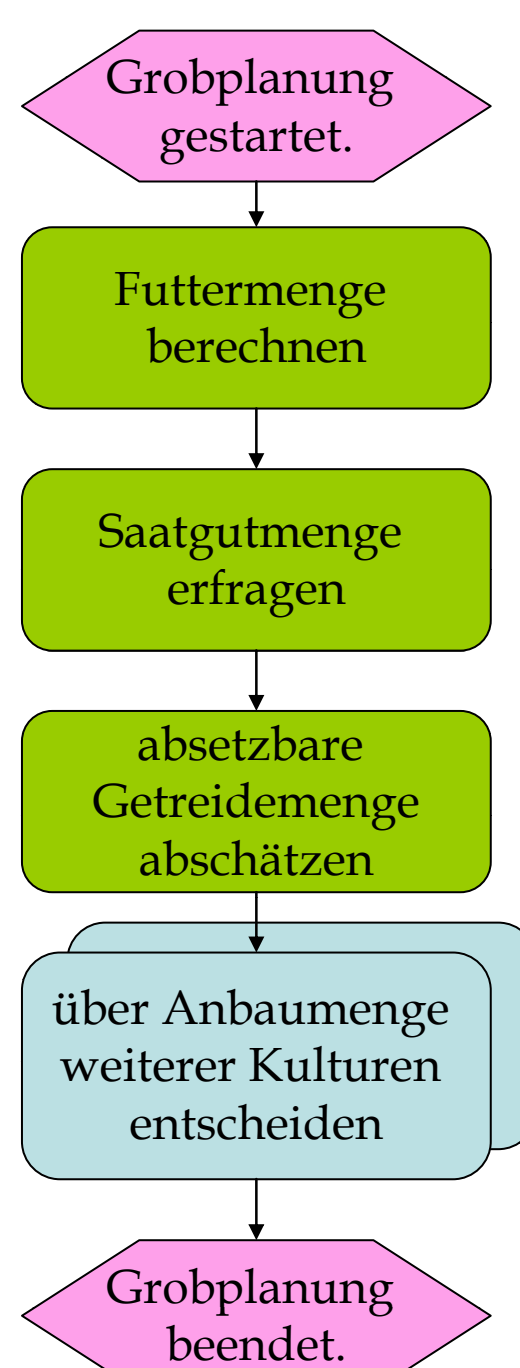 Grobplanung
gestartet.
Futtermenge
berechnen
Saatgutmenge
erfragen
absetzbare
Getreidemenge
abschätzen
über Anbaumenge
weiterer Kulturen
entscheiden
Grobplanung
beendet.